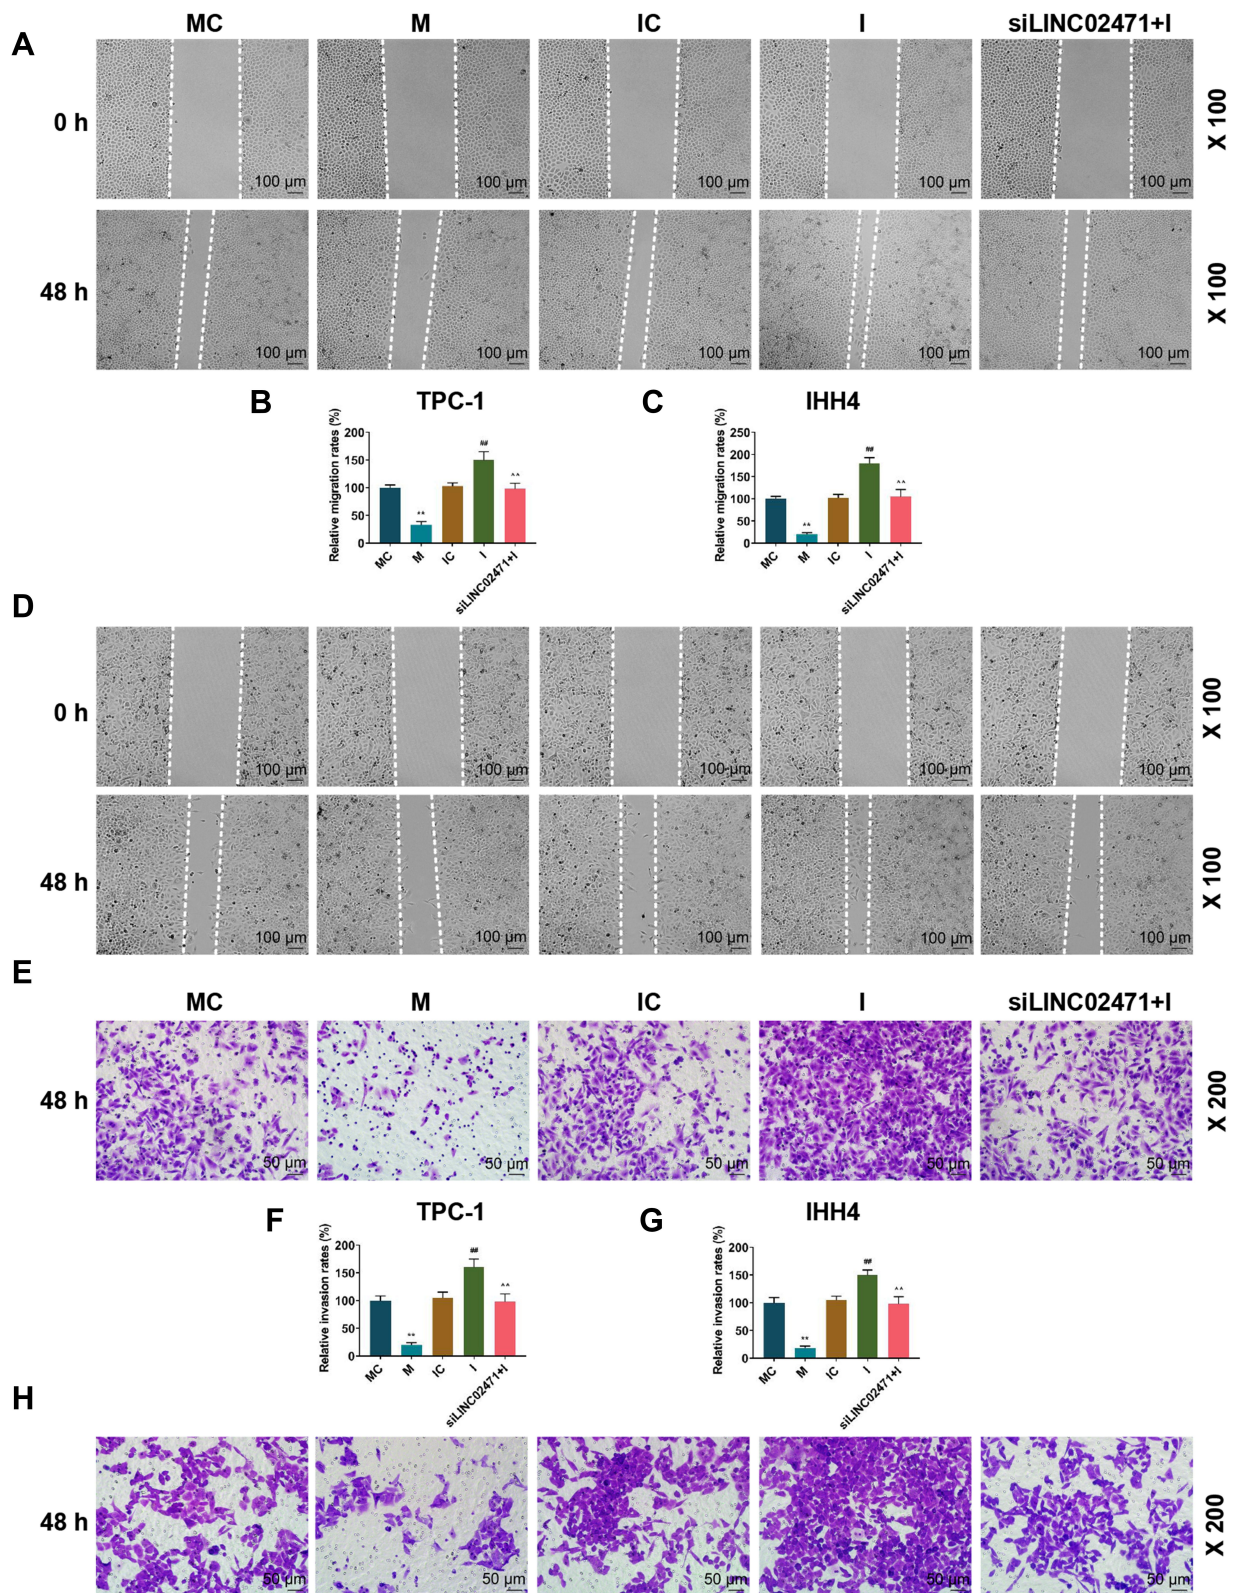 A
MC M IC I siLINC02471+I
0 h
100 µm 100 µm 100 µm 100 µm 100 µm
X 100
48 h
100 µm 100 µm 100 µm 100 µm 100 µm
X 100
B
TPC-1
Relative migration rates (%)
200
150
100
50
0
**
##
^^
MC M IC I siLINC02471+I
C
IHH4
Relative migration rates (%)
250
200
150
100
50
0
**
##
^^
MC M IC I siLINC02471+I
D
0 h
100 µm 100 µm 100 µm 100 µm 100 µm
X 100
48 h
100 µm 100 µm 100 µm 100 µm 100 µm
X 100
E
MC M IC I siLINC02471+I
48 h
50 µm 50 µm 50 µm 50 µm 50 µm
X 200
F
TPC-1
Relative invasion rates (%)
200
150
100
50
0
**
##
^^
MC M IC I siLINC02471+I
G
IHH4
Relative invasion rates (%)
200
150
100
50
0
**
##
^^
MC M IC I siLINC02471+I
H
48 h
50 µm 50 µm 50 µm 50 µm 50 µm
X 200